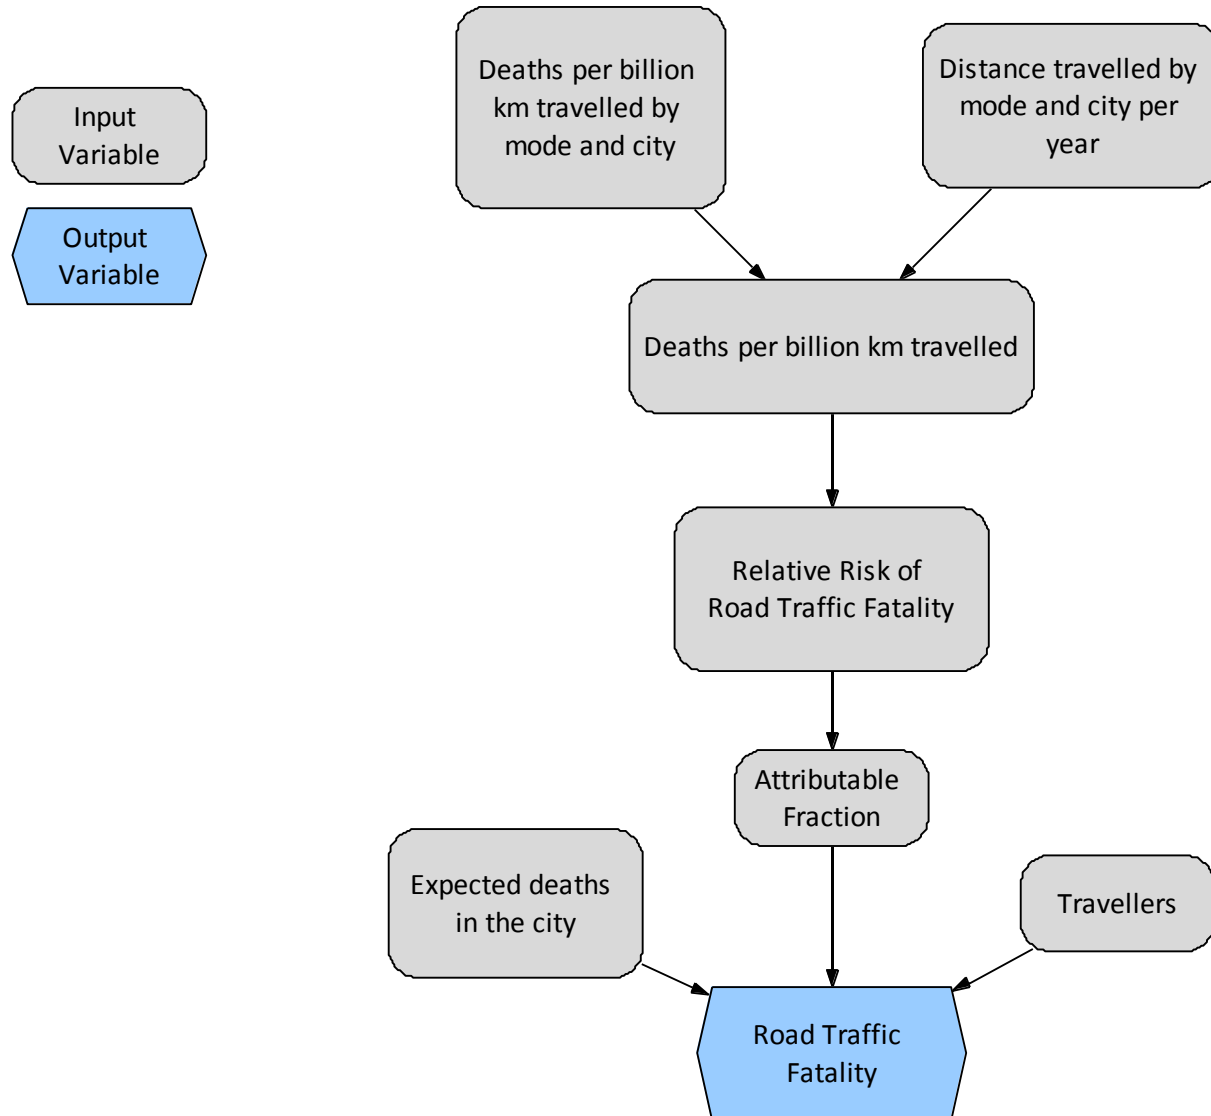 Input
Variable
Output
Variable
Deaths per billion
km travelled by
mode and city
Distance travelled by
mode and city per
year
Deaths per billion km travelled
Relative Risk of
Road Traffic Fatality
Attributable
Fraction
Expected deaths
in the city
Travellers
Road Traffic
Fatality